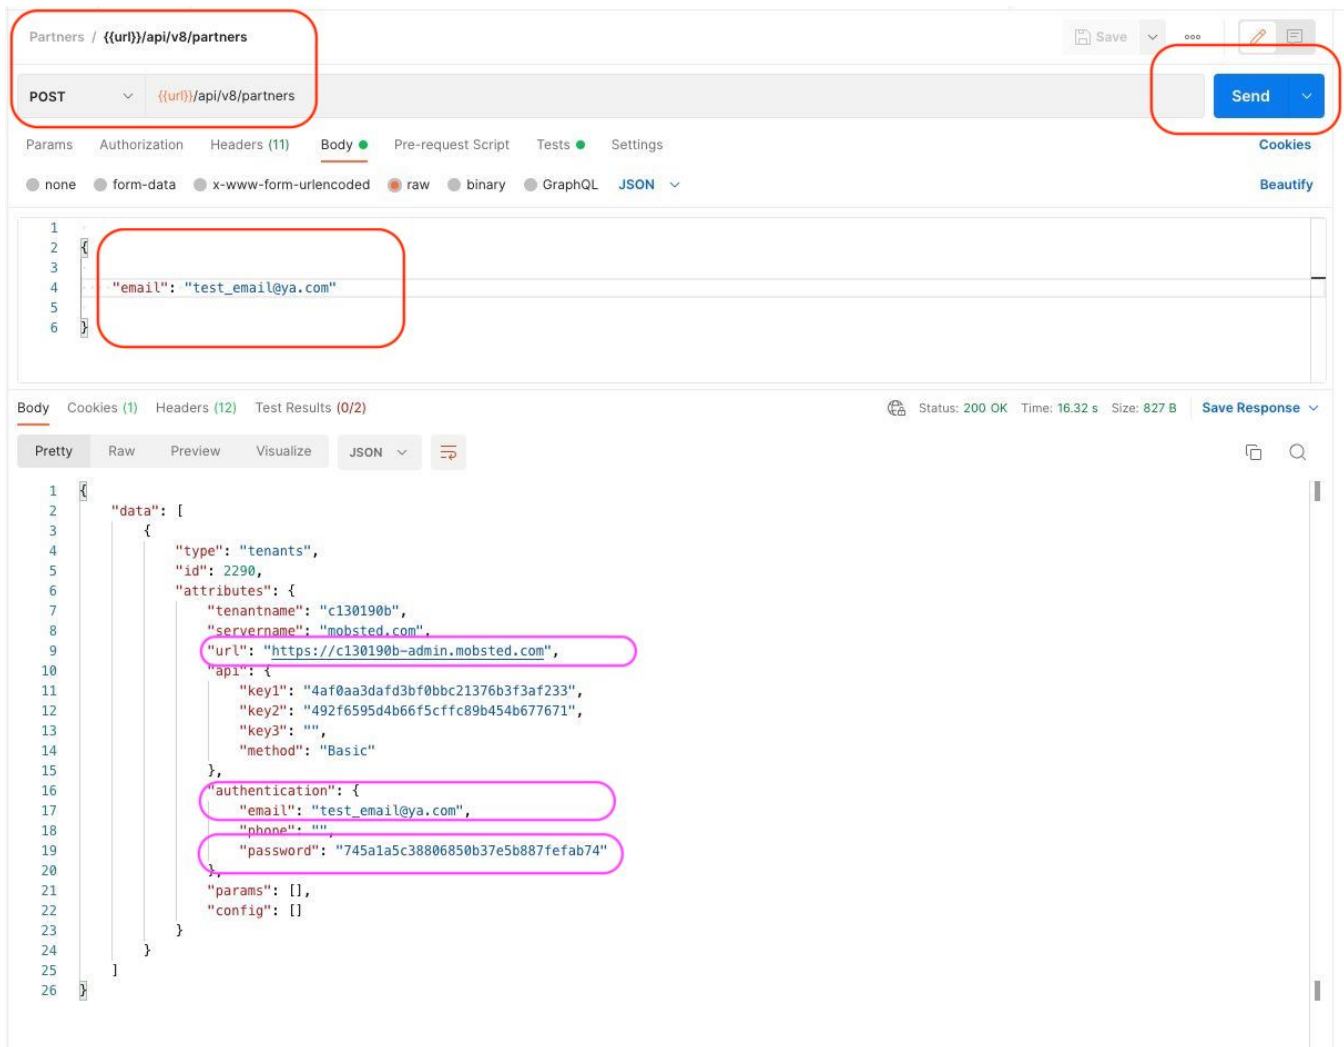 Partners / {{url}}/api/v8/partners
Save
POST {{url}}/api/v8/partners Send
Params Authorization Headers (11) Body Pre-request Script Tests Settings Cookies
none form-data x-www-form-urlencoded raw binary GraphQL JSON Beautify
1
2 {
3
4 "email": "test_email@ya.com"
5
6 }
Body Cookies (1) Headers (12) Test Results (0/2) Status: 200 OK Time: 16.32 s Size: 827 B Save Response
Pretty Raw Preview Visualize JSON
1 {
2 "data": [
3 {
4 "type": "tenants",
5 "id": 2290,
6 "attributes": {
7 "tenantname": "c130190b",
8 "servername": "mobsted.com",
9 "url": "https://c130190b-admin.mobsted.com",
10 "api": {
11 "key1": "4af0aa3dafd3bf0bbc21376b3f3af233",
12 "key2": "492f6595d4b66f5cffc89b454b677671",
13 "key3": "",
14 "method": "Basic"
15 },
16 "authentication": {
17 "email": "test_email@ya.com",
18 "phone": "",
19 "password": "745a1a5c38806850b37e5b887fefab74"
20 },
21 "params": [],
22 "config": []
23 }
24 }
25 ]
26 }